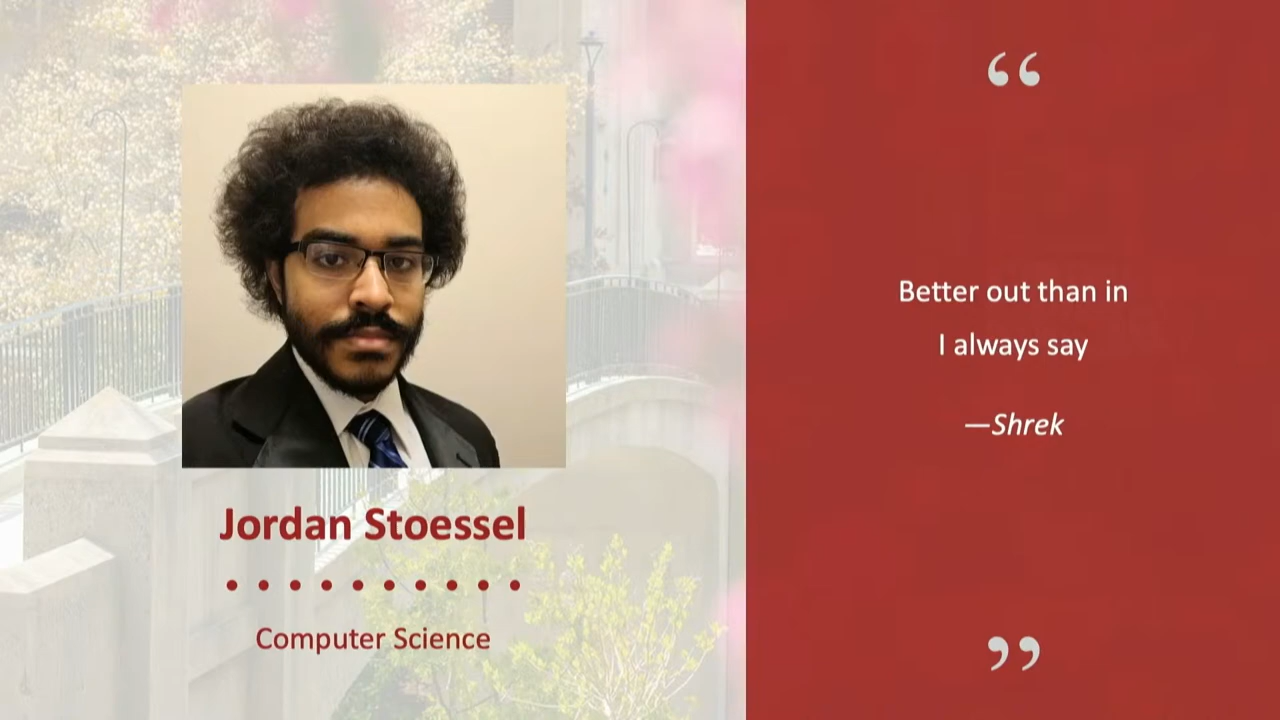 Jordan Stoessel
Computer Science
“
Better out than in
I always say
—Shrek
”